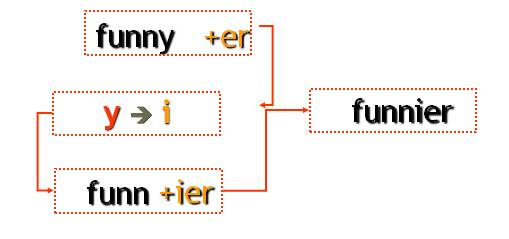 funny +er
y → i
funn +ier
funnier